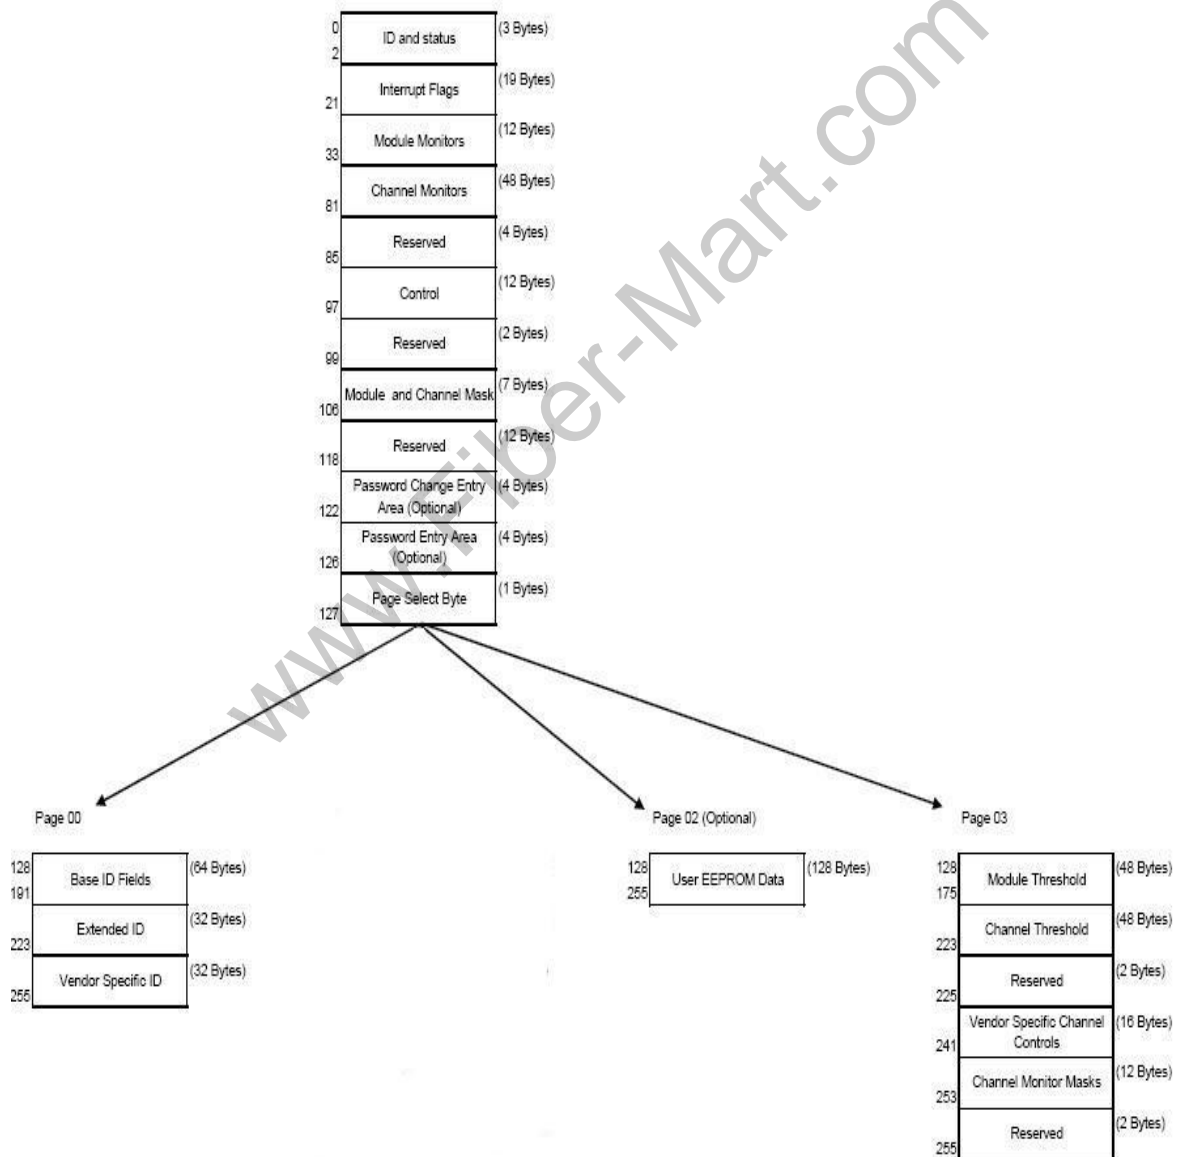 0
ID and status
(3 Bytes)
2
Interrupt Flags
(19 Bytes)
21
Module Monitors
(12 Bytes)
33
Channel Monitors
(48 Bytes)
81
Reserved
(4 Bytes)
85
Control
(12 Bytes)
97
Reserved
(2 Bytes)
99
Module and Channel Mask
(7 Bytes)
106
Reserved
(12 Bytes)
118
Password Change Entry
Area (Optional)
(4 Bytes)
122
Password Entry Area
(Optional)
(4 Bytes)
126
Page Select Byte
(1 Bytes)
127
www.Fiber-Mart.com
Page 00
128
Base ID Fields
(64 Bytes)
191
Extended ID
(32 Bytes)
223
Vendor Specific ID
(32 Bytes)
255
Page 02 (Optional)
128
User EEPROM Data
(128 Bytes)
255
Page 03
128
Module Threshold
(48 Bytes)
175
Channel Threshold
(48 Bytes)
223
Reserved
(2 Bytes)
225
Vendor Specific Channel
Controls
(16 Bytes)
241
Channel Monitor Masks
(12 Bytes)
253
Reserved
(2 Bytes)
255